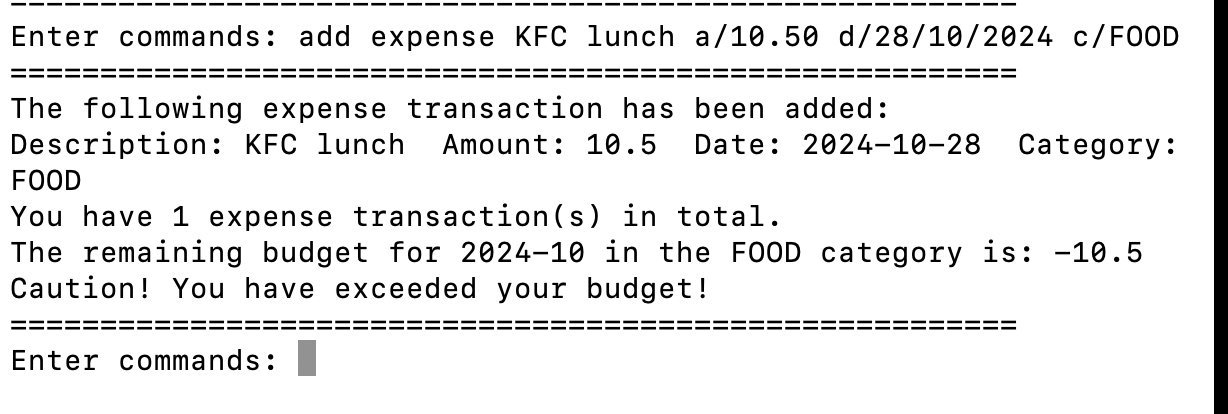 ============================================================
Enter commands: add expense KFC lunch a/10.50 d/28/10/2024 c/FOOD
========================================================
The following expense transaction has been added:
Description: KFC lunch  Amount: 10.5  Date: 2024-10-28  Category:
FOOD
You have 1 expense transaction(s) in total.
The remaining budget for 2024-10 in the FOOD category is: -10.5
Caution! You have exceeded your budget!
========================================================
Enter commands: